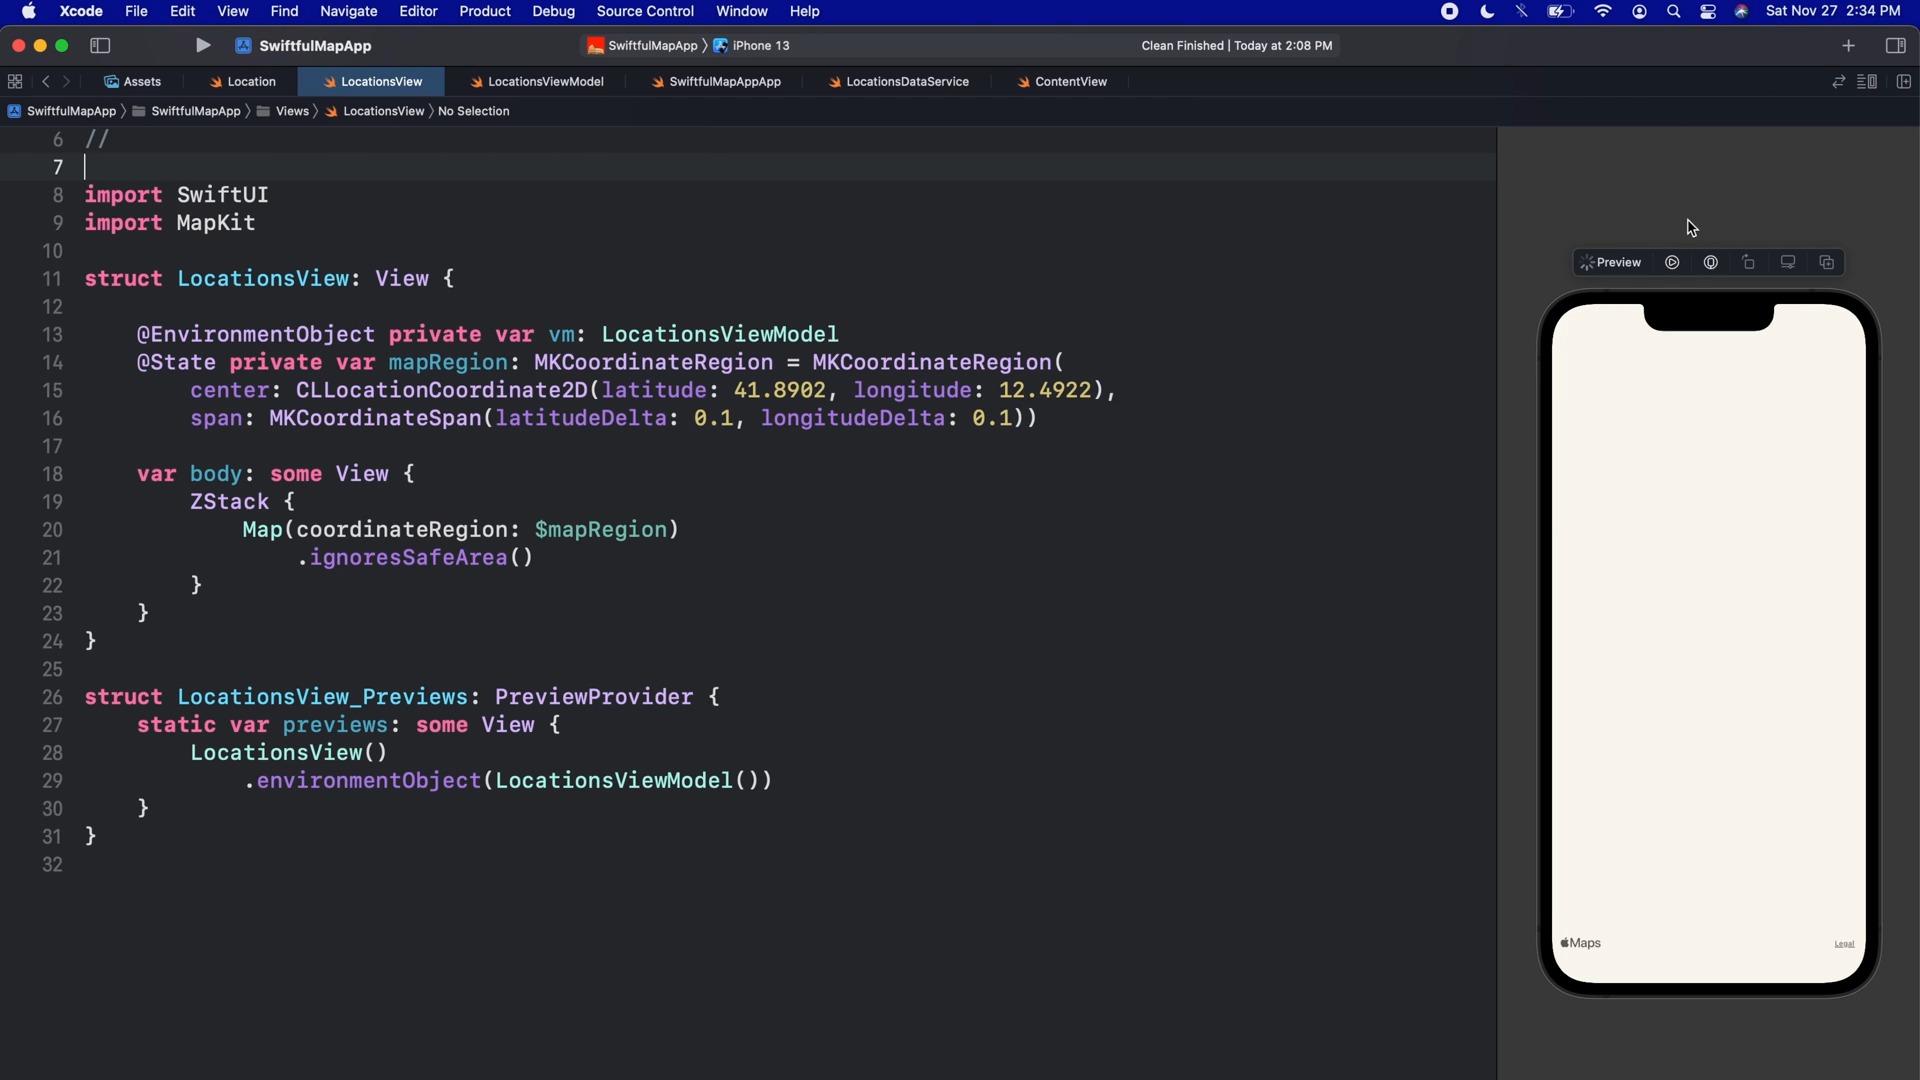 Xcode File Edit View Find Navigate Editor Product Debug Source Control Window Help Sat Nov 27 2:34 PM
SwiftfulMapApp SwiftfulMapApp 〉 iPhone 13 Clean Finished | Today at 2:08 PM
Assets Location LocationsView LocationsViewModel SwiftfulMapAppApp LocationsDataService ContentView
SwiftfulMapApp 〉 SwiftfulMapApp 〉 Views 〉 LocationsView 〉 No Selection
6 //
7
8 import SwiftUI
9 import MapKit
10
11 struct LocationsView: View {
12
13 @EnvironmentObject private var vm: LocationsViewModel
14 @State private var mapRegion: MKCoordinateRegion = MKCoordinateRegion(
15 center: CLLocationCoordinate2D(latitude: 41.8902, longitude: 12.4922),
16 span: MKCoordinateSpan(latitudeDelta: 0.1, longitudeDelta: 0.1))
17
18 var body: some View {
19 ZStack {
20 Map(coordinateRegion: $mapRegion)
21 .ignoresSafeArea()
22 }
23 }
24 }
25
26 struct LocationsView_Previews: PreviewProvider {
27 static var previews: some View {
28 LocationsView()
29 .environmentObject(LocationsViewModel())
30 }
31 }
32
Preview
Maps Legal